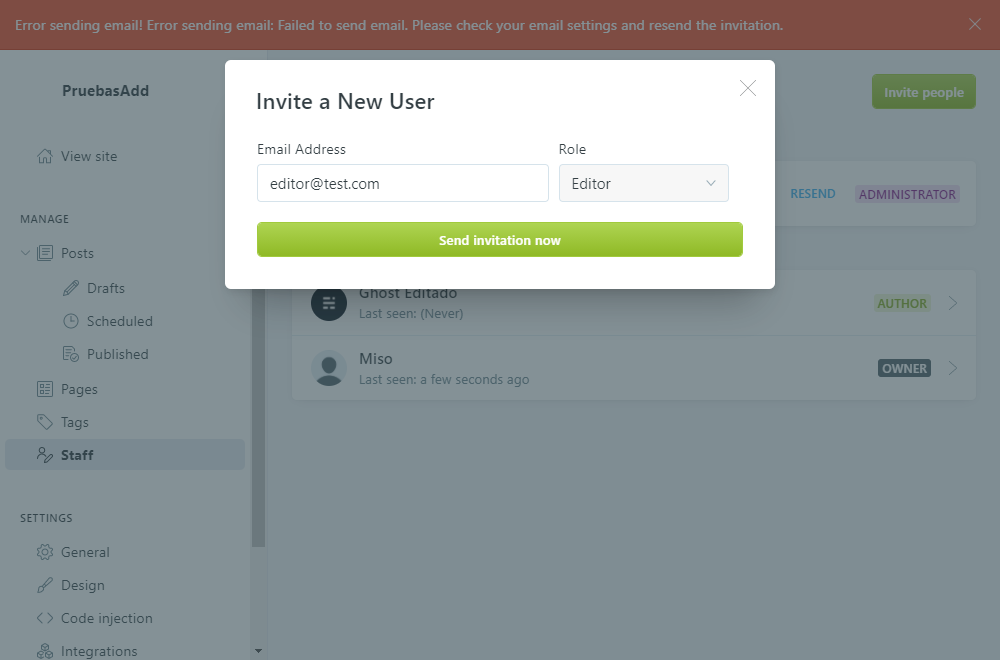 Error sending email! Error sending email: Failed to send email. Please check your email settings and resend the invitation.
PruebasAdd
Invite people
Invite a New User
Email Address
Role
editor@test.com
Editor
Send invitation now
View site
RESEND
ADMINISTRATOR
MANAGE
Posts
Drafts
Scheduled
Published
Pages
Tags
Staff
Ghost Editado
Last seen: (Never)
AUTHOR
Miso
Last seen: a few seconds ago
OWNER
SETTINGS
General
Design
Code injection
Integrations